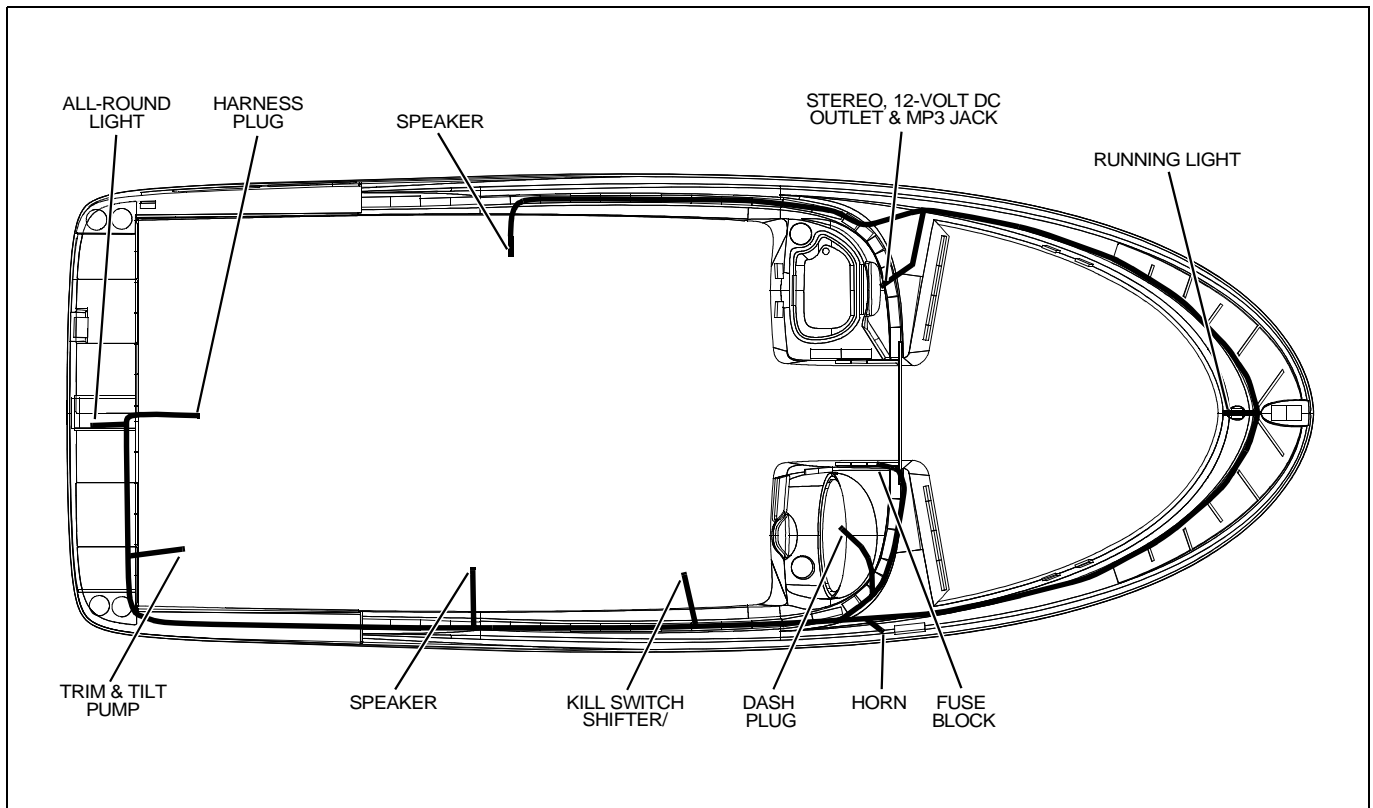 ALL-ROUND
LIGHT
HARNESS
PLUG
SPEAKER
STEREO, 12-VOLT DC
OUTLET & MP3 JACK
RUNNING LIGHT
TRIM & TILT
PUMP
SPEAKER
KILL SWITCH
SHIFTER/
DASH
PLUG
HORN
FUSE
BLOCK